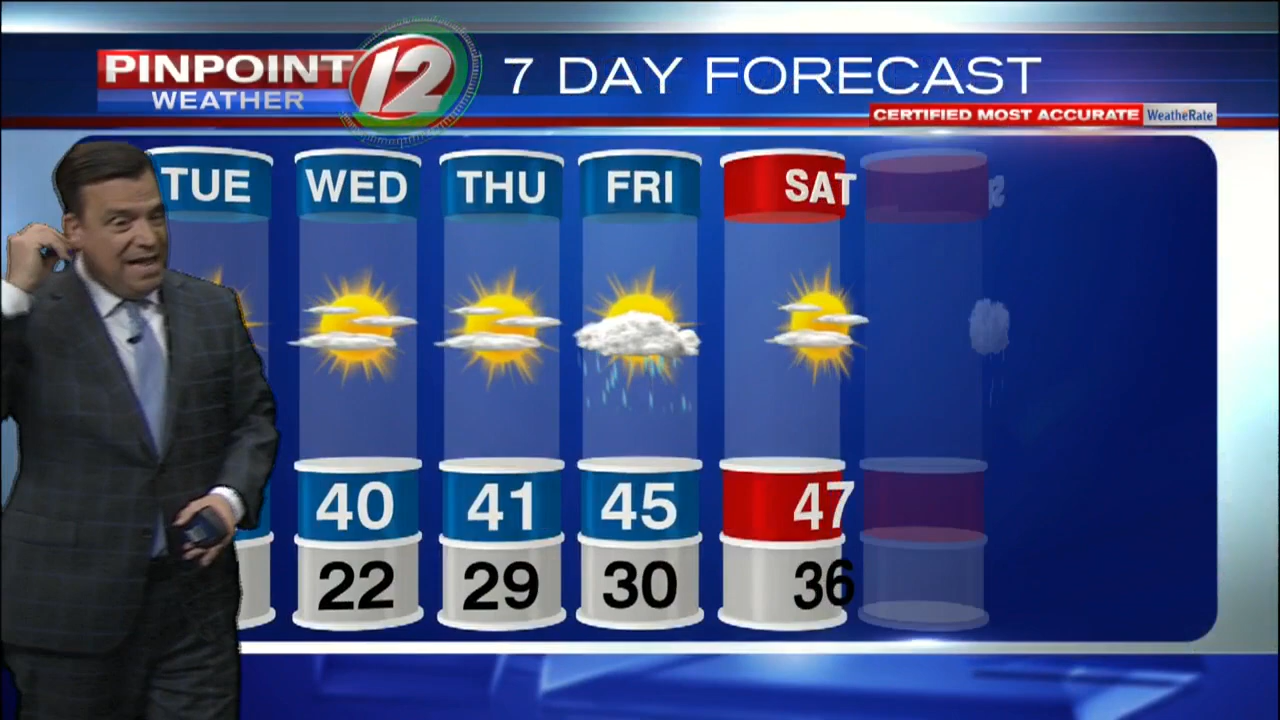 PINPOINT 12
WEATHER
7 DAY FORECAST
CERTIFIED MOST ACCURATE WeatheRate
TUE WED THU FRI SAT
40 41 45 47
22 29 30 36